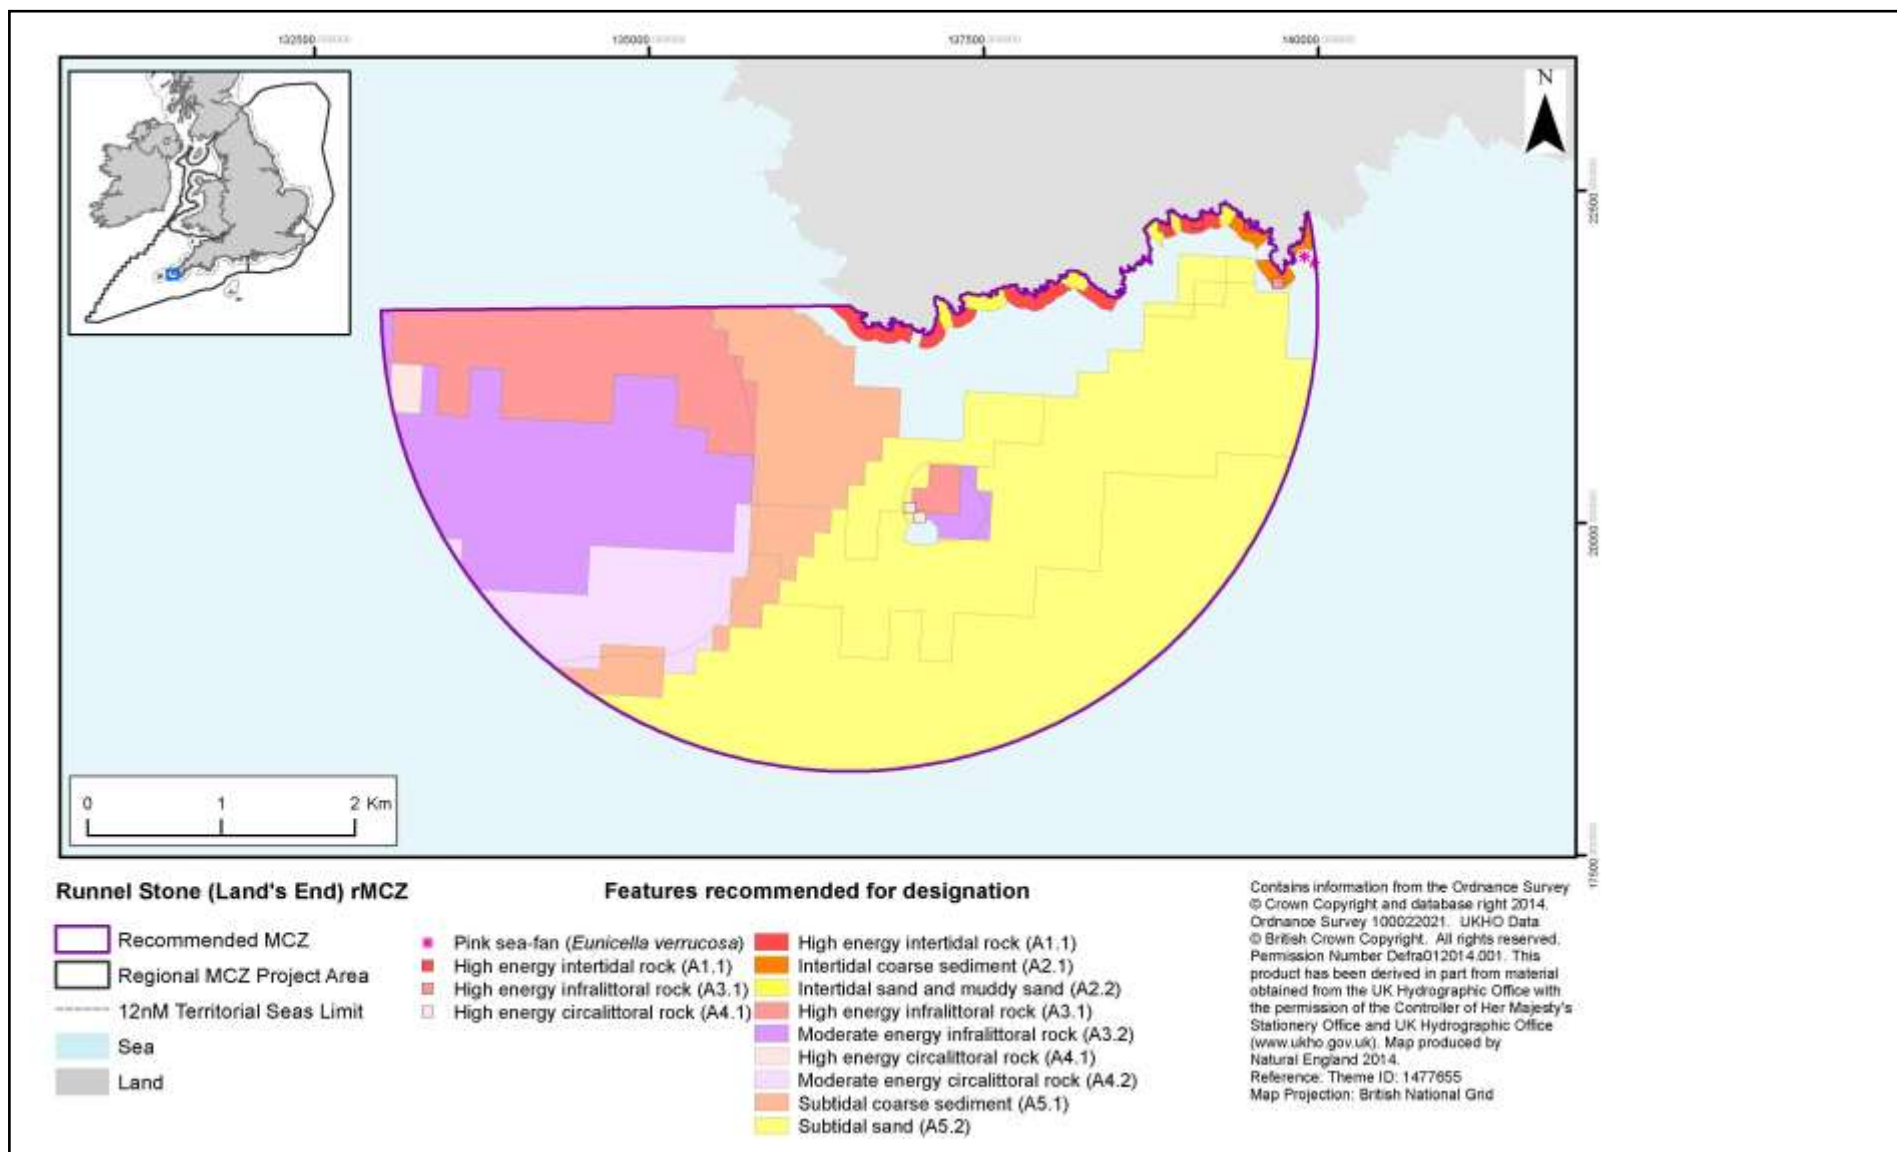 132500
135000
137500
140000
N
22500
20000
17500
0 1 2 Km
Runnel Stone (Land's End) rMCZ
Recommended MCZ
Regional MCZ Project Area
12nM Territorial Seas Limit
Sea
Land
Features recommended for designation
Pink sea-fan (Eunicella verrucosa)
High energy intertidal rock (A1.1)
High energy infralittoral rock (A3.1)
High energy circalittoral rock (A4.1)
High energy intertidal rock (A1.1)
Intertidal coarse sediment (A2.1)
Intertidal sand and muddy sand (A2.2)
High energy infralittoral rock (A3.1)
Moderate energy infralittoral rock (A3.2)
High energy circalittoral rock (A4.1)
Moderate energy circalittoral rock (A4.2)
Subtidal coarse sediment (A5.1)
Subtidal sand (A5.2)
Contains information from the Ordnance Survey
© Crown Copyright and database right 2014.
Ordnance Survey 100022021. UKHO Data
© British Crown Copyright. All rights reserved.
Permission Number Defra012014.001. This
product has been derived in part from material
obtained from the UK Hydrographic Office with
the permission of the Controller of Her Majesty's
Stationery Office and UK Hydrographic Office
(www.ukho.gov.uk). Map produced by
Natural England 2014.
Reference: Theme ID: 1477655
Map Projection: British National Grid